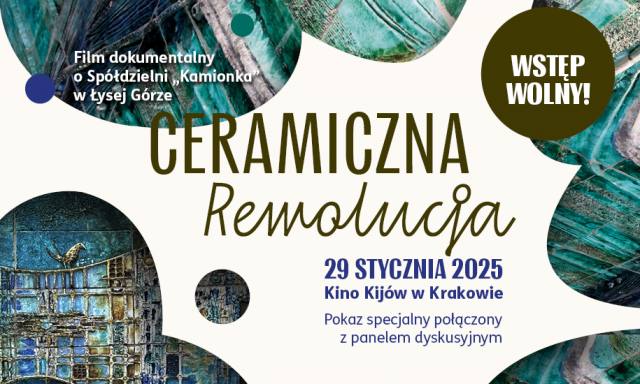 Film dokumentalny
o Spółdzielni „Kamionka”
w Łysej Górze
WSTĘP
WOLNY!
CERAMICZNA
Rewolucja
29 STYCZNIA 2025
Kino Kijów w Krakowie
Pokaz specjalny połączony
z panelem dyskusyjnym